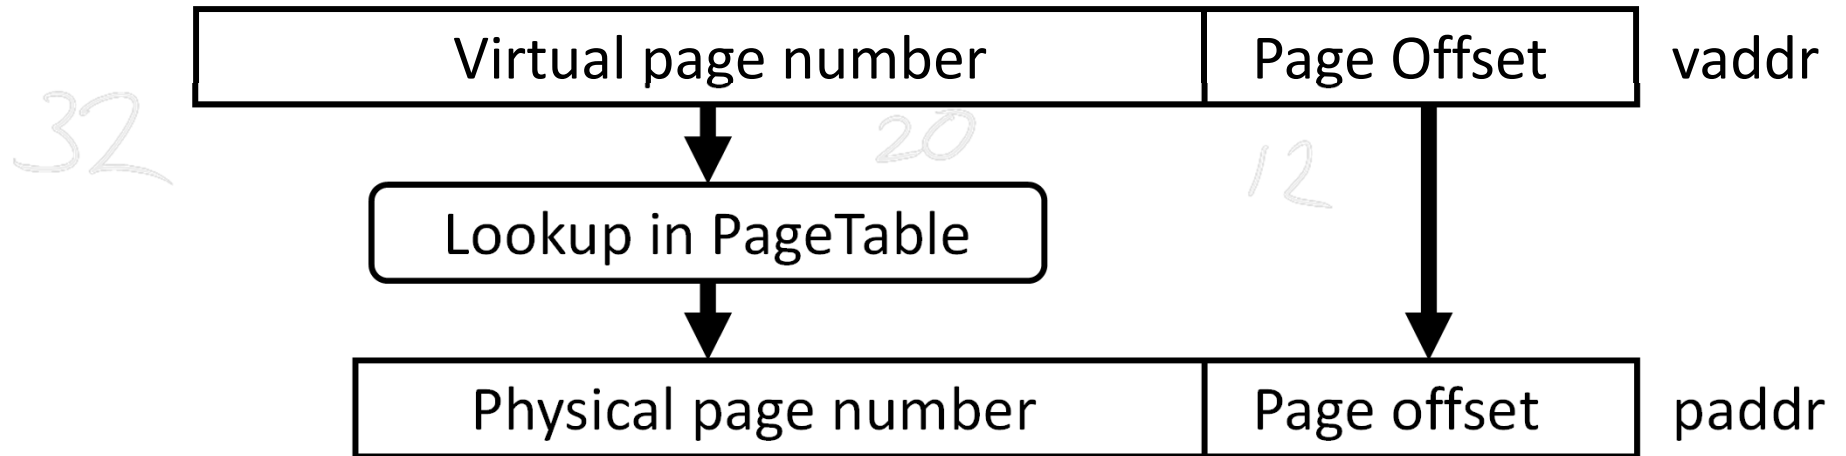 Virtual page number Page Offset vaddr
32 20 12
Lookup in PageTable
Physical page number Page offset paddr